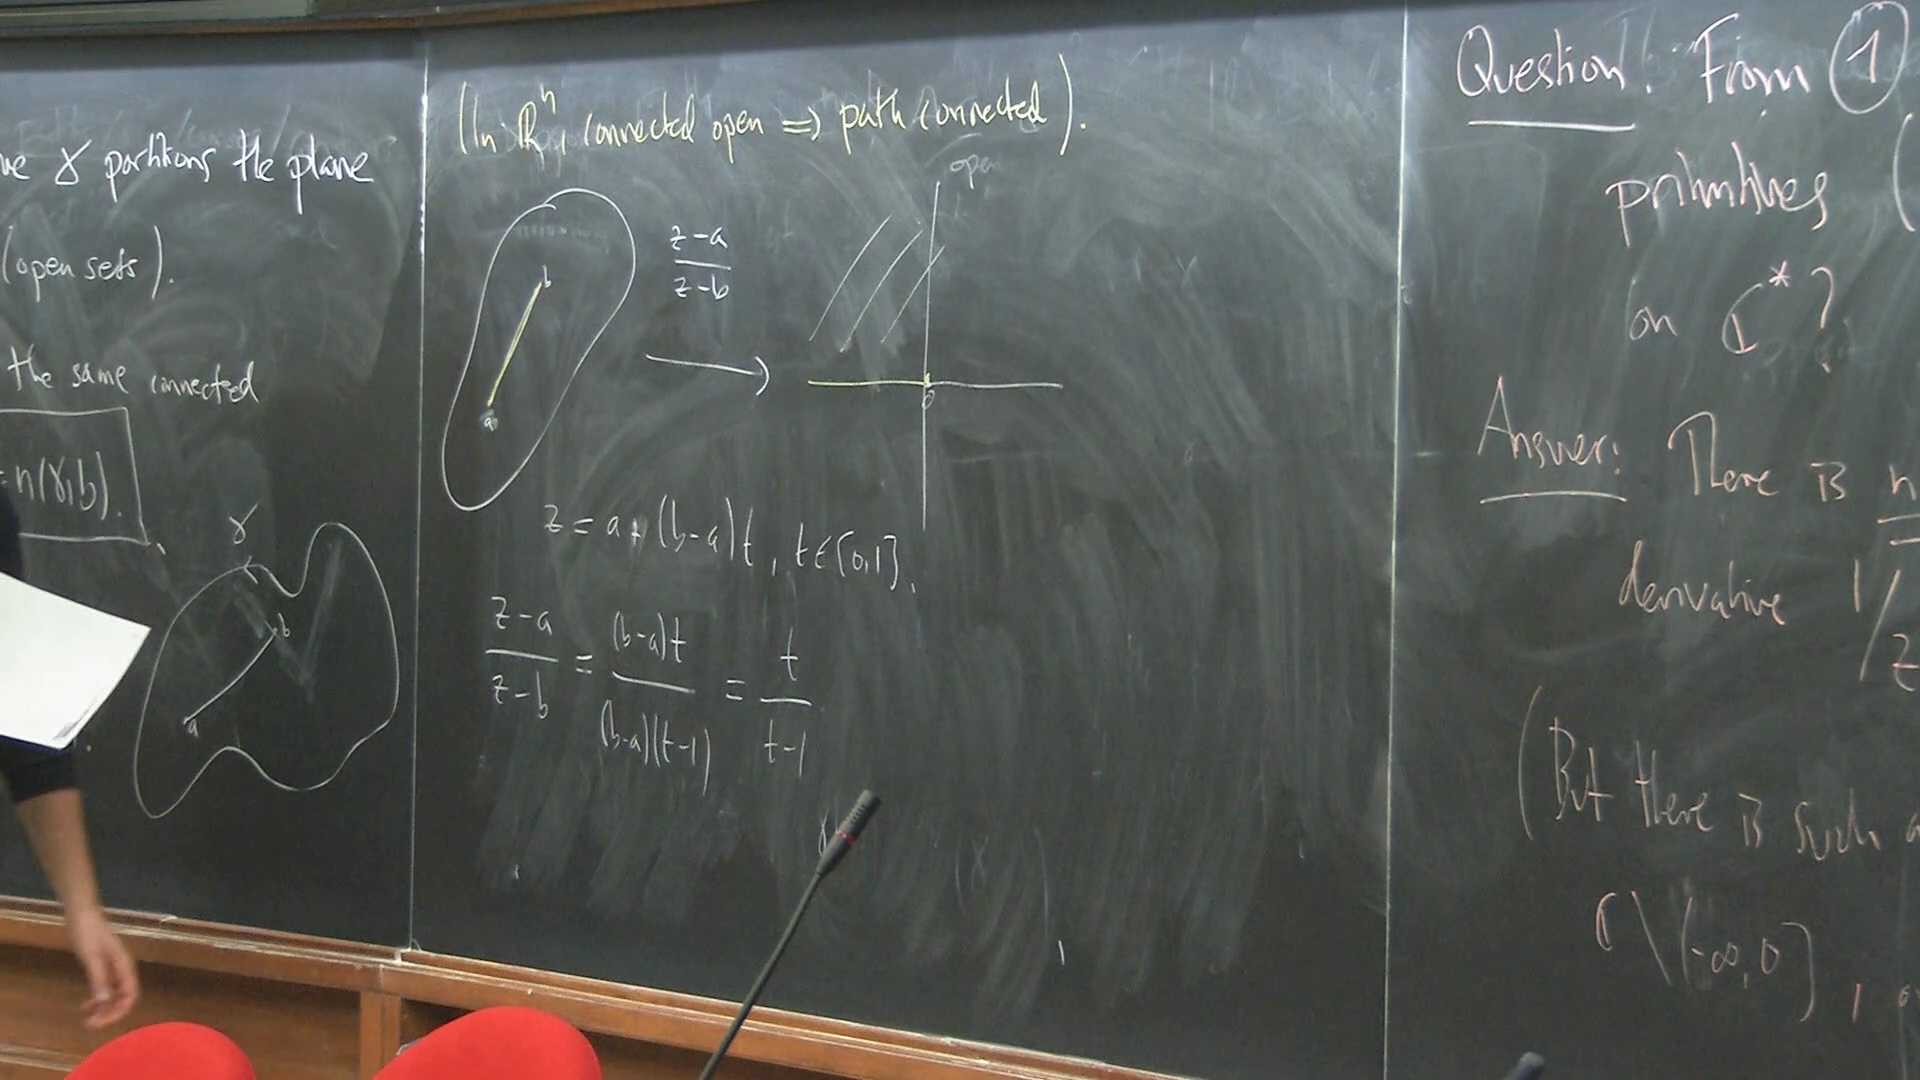 γ partitions the plane
(open sets).
the same connected
n(γ,b).
γ
b
a
(In ℝⁿ, connected open ⇒ path connected).
open
b
a
z-a
z-b
0
z = a + (b-a)t, t∈[0,1].
z-a / z-b = (b-a)t / (b-a)(t-1) = t / t-1
Question: From ①
primitives (
on ℂ*?
Answer: There is
derivative 1/z
(But there is such
ℂ\(-∞,0],